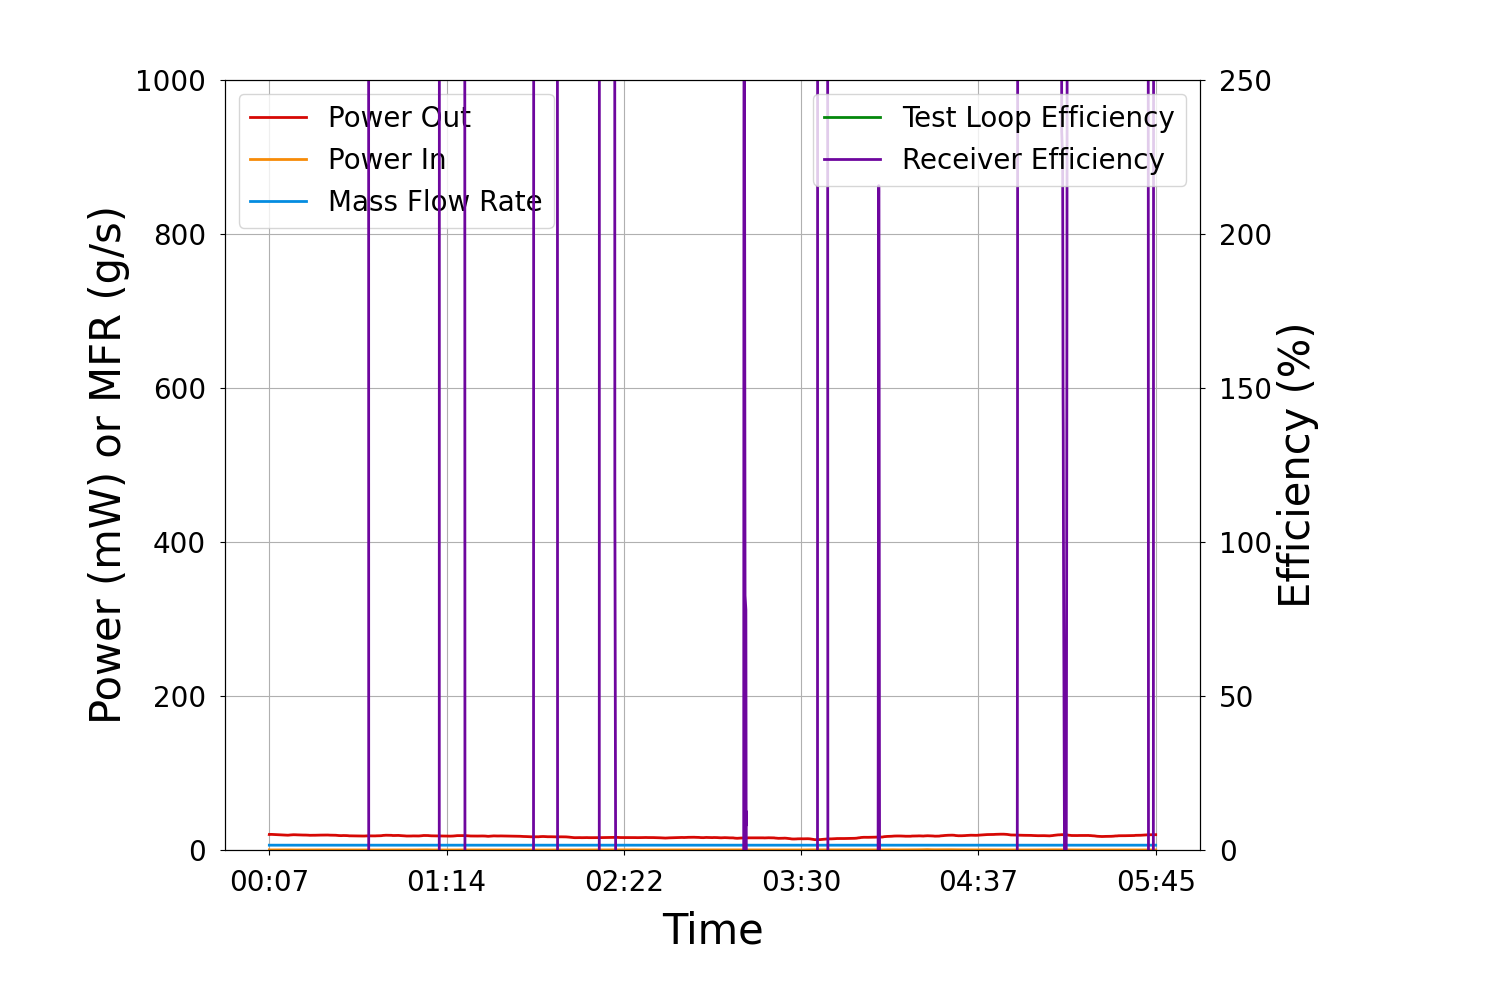 1000
800
600
400
200
0
Power (mW) or MFR (g/s)
Power Out
Power In
Mass Flow Rate
Test Loop Efficiency
Receiver Efficiency
250
200
150
100
50
0
Efficiency (%)
00:07 01:14 02:22 03:30 04:37 05:45
Time